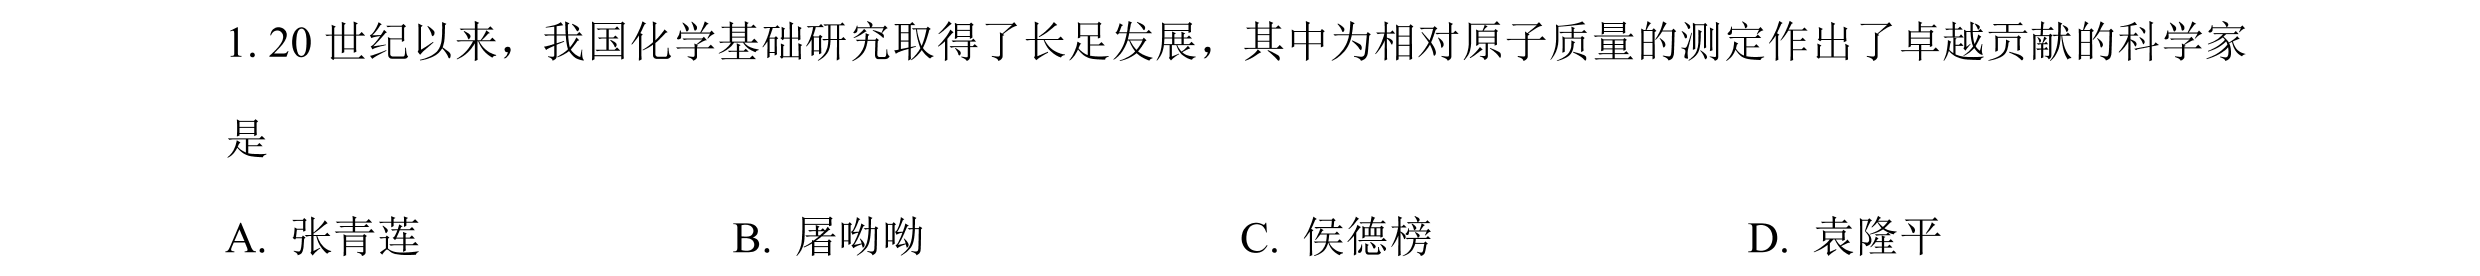 1. 20 世纪以来，我国化学基础研究取得了长足发展，其中为相对原子质量的测定作出了卓越贡献的科学家
是
A. 张青莲 B. 屠呦呦 C. 侯德榜 D. 袁隆平